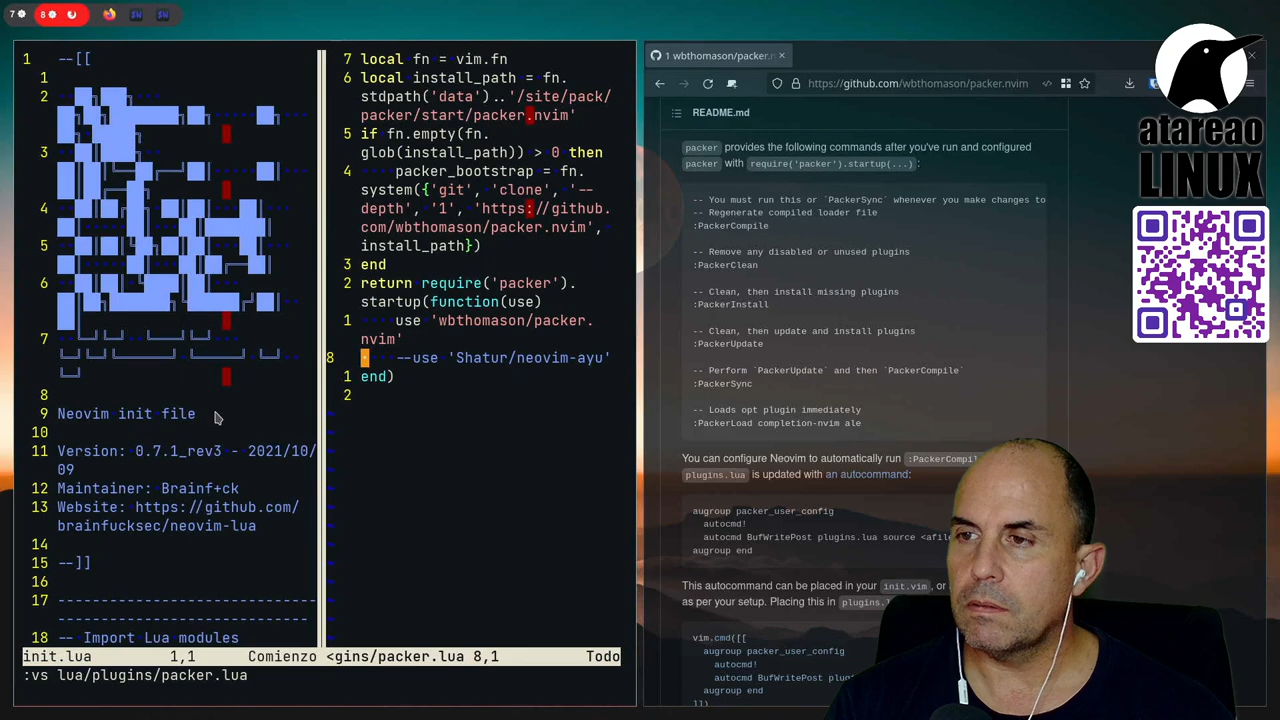 7 8
1 --[[
1
2
3
4
5
6
7
8
9 Neovim init file
10
11 Version: 0.7.1_rev3 - 2021/10/
09
12 Maintainer: Brainf+ck
13 Website: https://github.com/
brainfucksec/neovim-lua
14
15 --]]
16
17 ------------------------------
------------------------------
18 -- Import Lua modules
init.lua 1,1 Comienzo
7 local fn = vim.fn
6 local install_path = fn.
stdpath('data')..'/site/pack/
packer/start/packer.nvim'
5 if fn.empty(fn.
glob(install_path)) > 0 then
4 packer_bootstrap = fn.
system({'git', 'clone', '--
depth', '1', 'https://github.
com/wbthomason/packer.nvim',
install_path})
3 end
2 return require('packer').
startup(function(use)
1 use 'wbthomason/packer.
nvim'
8 --use 'Shatur/neovim-ayu'
1 end)
2
<gins/packer.lua 8,1 Todo
:vs lua/plugins/packer.lua
1 wbthomason/packer.n
https://github.com/wbthomason/packer.nvim
README.md
packer provides the following commands after you've run and configured
packer with require('packer').startup(...) :
-- You must run this or `PackerSync` whenever you make changes to
-- Regenerate compiled loader file
:PackerCompile
-- Remove any disabled or unused plugins
:PackerClean
-- Clean, then install missing plugins
:PackerInstall
-- Clean, then update and install plugins
:PackerUpdate
-- Perform `PackerUpdate` and then `PackerCompile`
:PackerSync
-- Loads opt plugin immediately
:PackerLoad completion-nvim ale
You can configure Neovim to automatically run :PackerCompil
plugins.lua is updated with an autocommand:
augroup packer_user_config
autocmd!
autocmd BufWritePost plugins.lua source <afile
augroup end
This autocommand can be placed in your init.vim, or
as per your setup. Placing this in plugins.l
vim.cmd([[
augroup packer_user_config
autocmd!
autocmd BufWritePost plu
augroup end
]])
atareao
LINUX